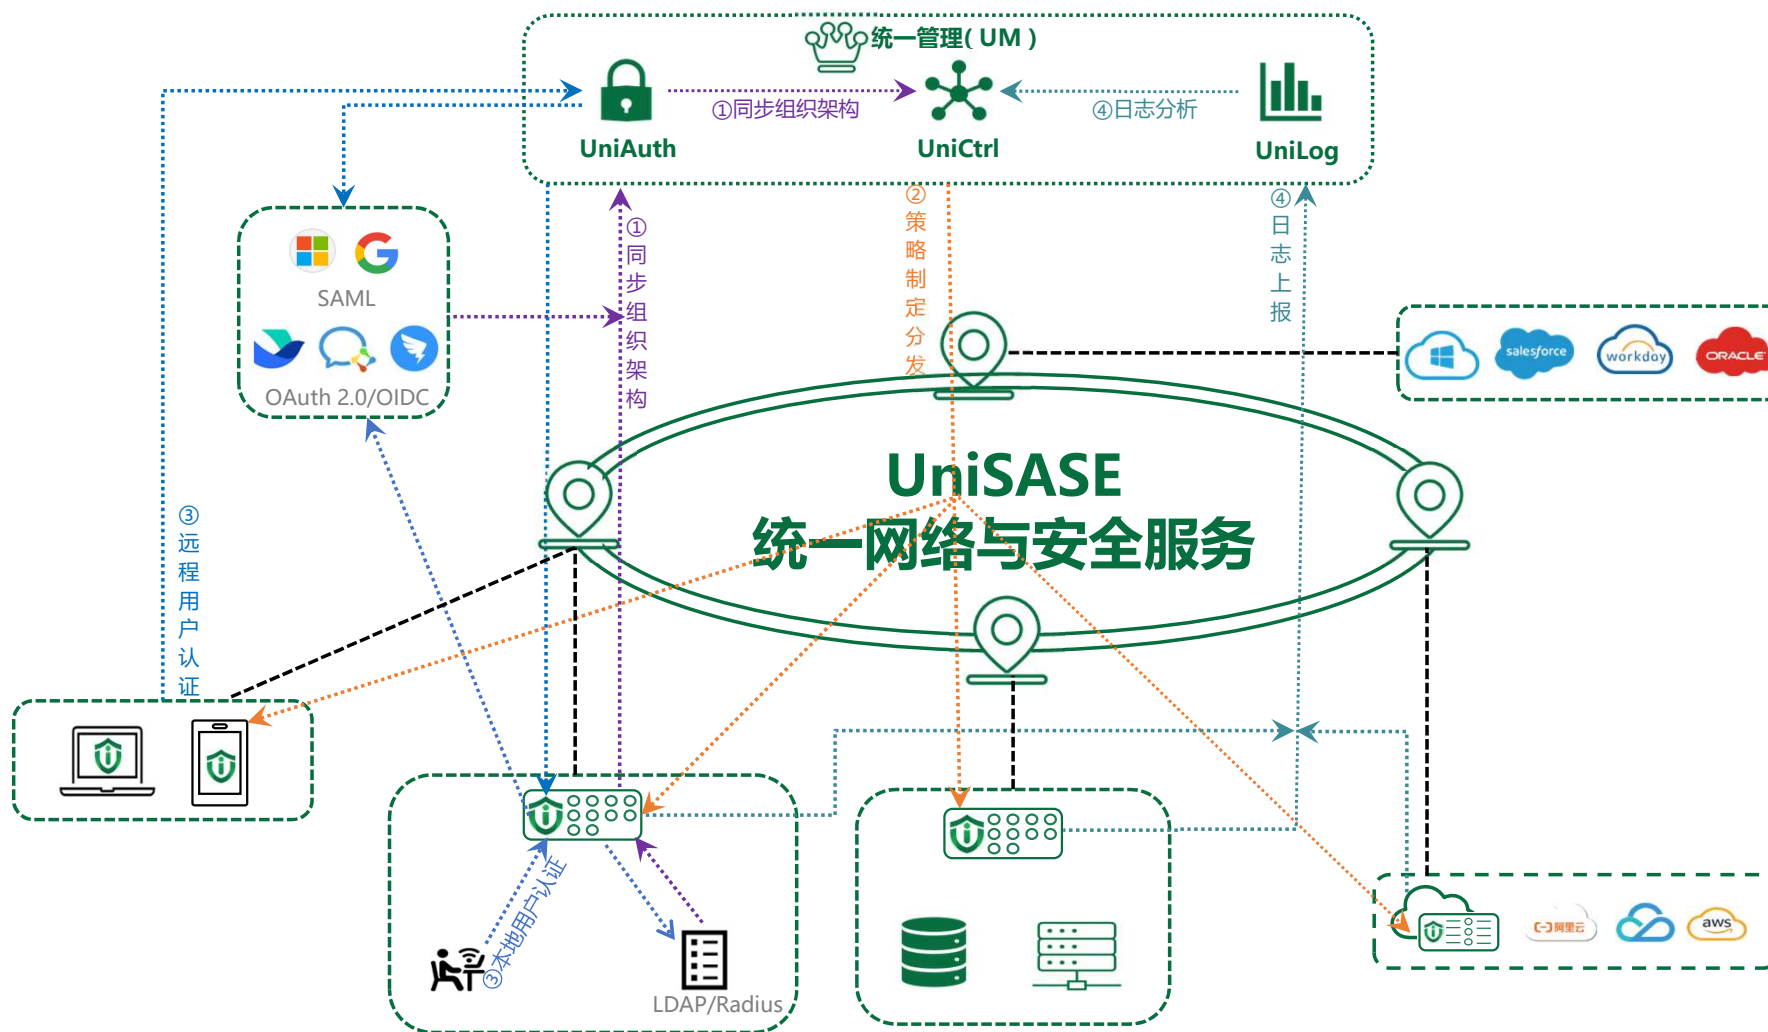 统一管理( UM )
①同步组织架构
④日志分析
UniAuth
UniCtrl
UniLog
①同步组织架构
②策略制定分发
④日志上报
SAML
OAuth 2.0/OIDC
salesforce
workday
ORACLE
UniSASE
统一网络与安全服务
③远程用户认证
③本地用户认证
LDAP/Radius
阿里云
aws